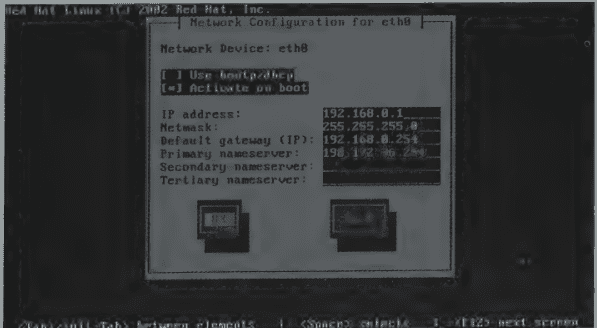 Red Hat Linux (C) 2002 Red Hat, Inc.
Network Configuration for eth0
Network Device: eth0
[ ] Use bootp/dhcp
[*] Activate on boot
IP address: 192.168.0.1
Netmask: 255.255.255.0
Default gateway (IP): 192.168.0.254
Primary nameserver:
Secondary nameserver:
Tertiary nameserver:
OK
<Tab>/<Alt-Tab> between elements | <Space> selects | <F12> next screen